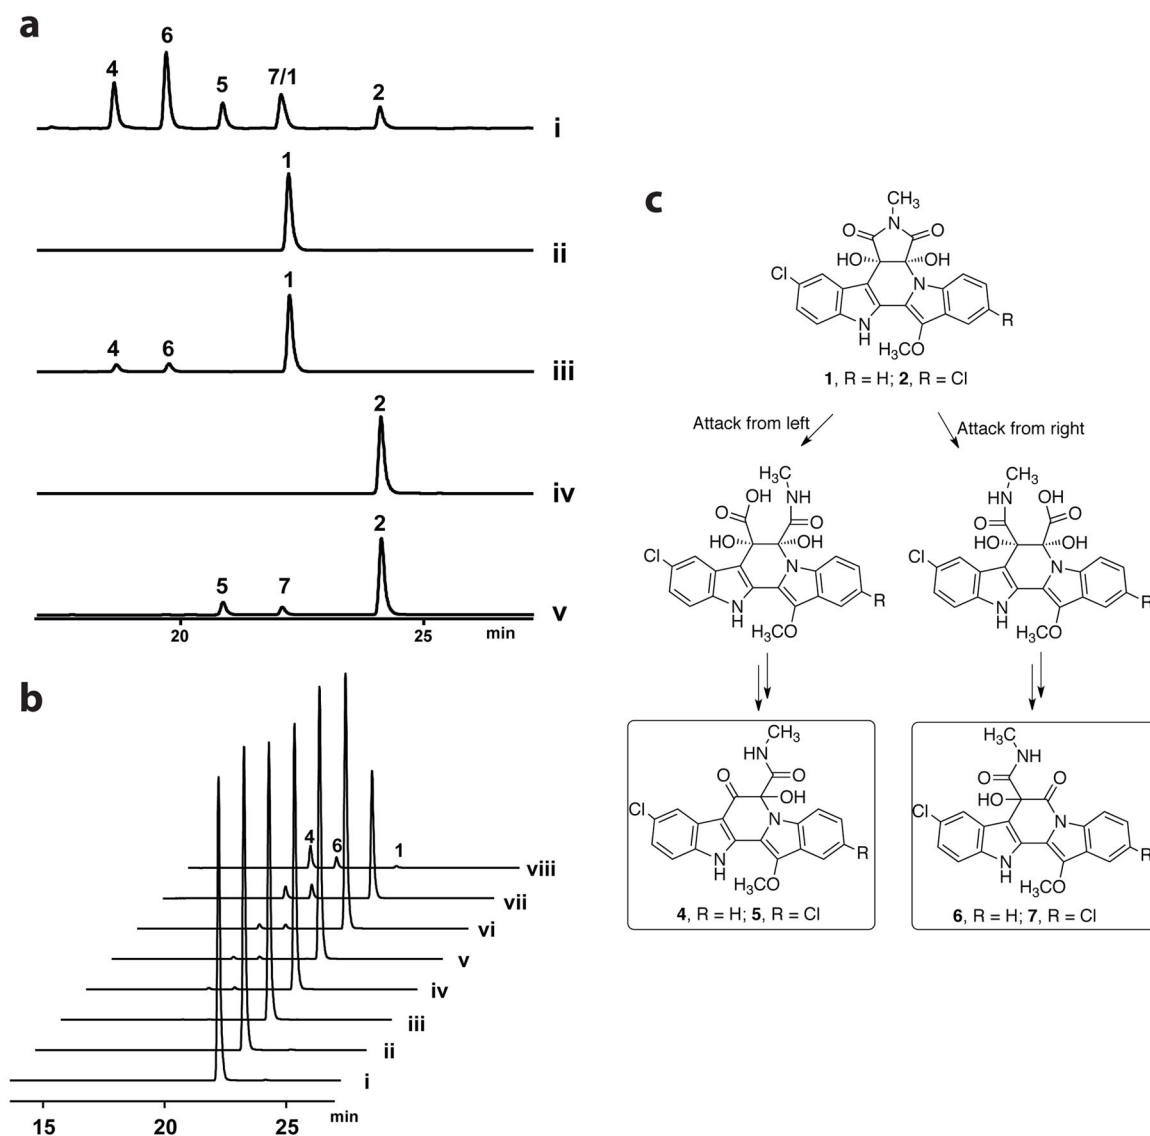 a
4
6
5
7/1
2
i
1
ii
4
6
1
iii
2
iv
5
7
2
v
20
25
min
b
4
6
1
viii
vii
vi
v
iv
iii
ii
i
15
20
25
min
c
CH₃
N
O
O
HO
OH
Cl
N
N
H
H₃CO
R
1, R = H; 2, R = Cl
Attack from left
Attack from right
H₃C
OH
HN
O
O
HO
OH
Cl
N
N
H
H₃CO
R
CH₃
HN
OH
O
O
HO
OH
Cl
N
N
H
H₃CO
R
CH₃
HN
O
O
OH
Cl
N
N
H
H₃CO
R
4, R = H; 5, R = Cl
H₃C
NH
O
O
HO
Cl
N
N
H
H₃CO
R
6, R = H; 7, R = Cl